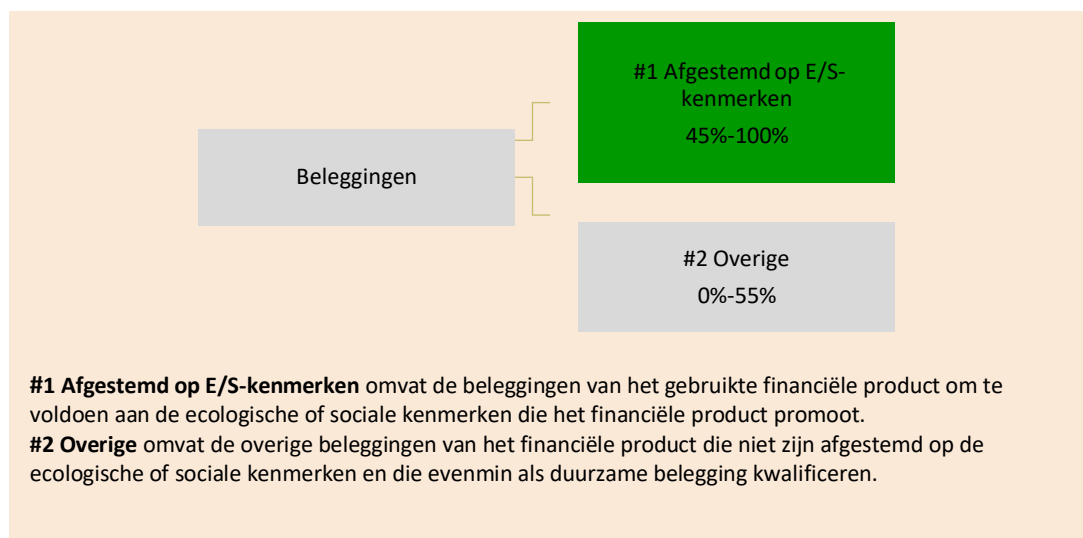 #1 Afgestemd op E/S-
kenmerken
45%-100%
Beleggingen
#2 Overige
0%-55%
#1 Afgestemd op E/S-kenmerken omvat de beleggingen van het gebruikte financiële product om te
voldoen aan de ecologische of sociale kenmerken die het financiële product promoot.
#2 Overige omvat de overige beleggingen van het financiële product die niet zijn afgestemd op de
ecologische of sociale kenmerken en die evenmin als duurzame belegging kwalificeren.